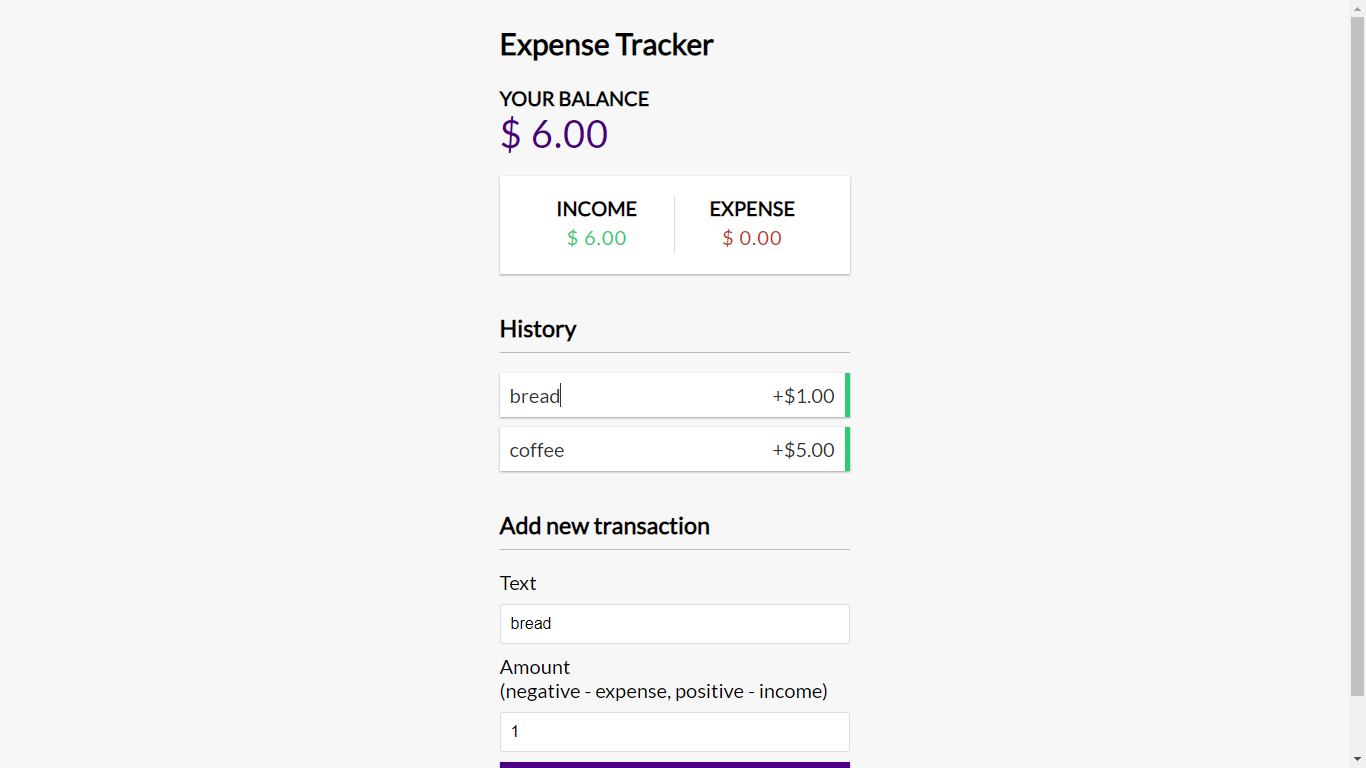 Expense Tracker
YOUR BALANCE
$ 6.00
INCOME EXPENSE
$ 6.00 $ 0.00
History
bread +$1.00
coffee +$5.00
Add new transaction
Text
bread
Amount
(negative - expense, positive - income)
1